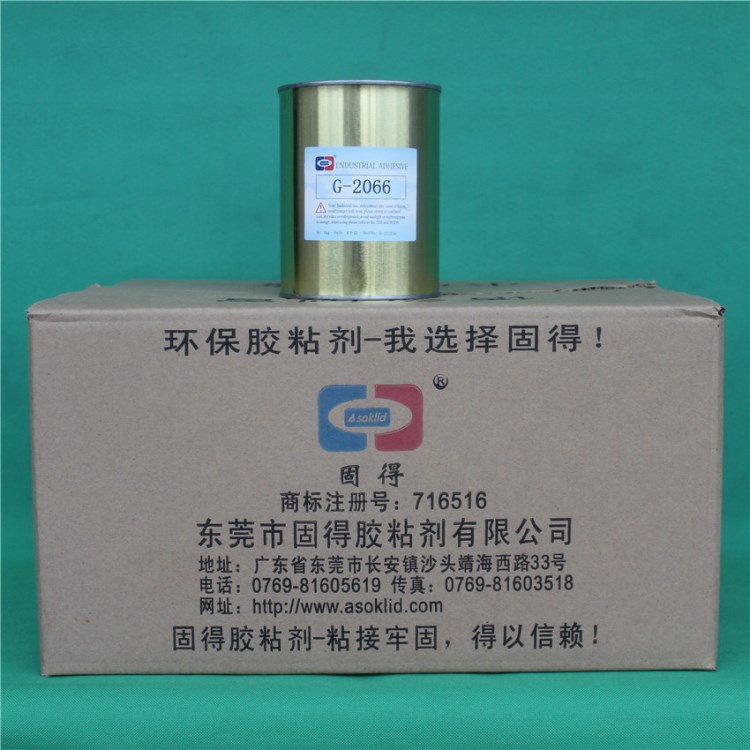 INDUSTRIAL ADHESIVE
G-2066
环保胶粘剂-我选择固得！
®
Asoklid
固得
商标注册号：716516
东莞市固得胶粘剂有限公司
地址：广东省东莞市长安镇沙头靖海西路33号
电话：0769-81605619 传真：0769-81603518
网址：http://www.asoklid.com
固得胶粘剂-粘接牢固，得以信赖！